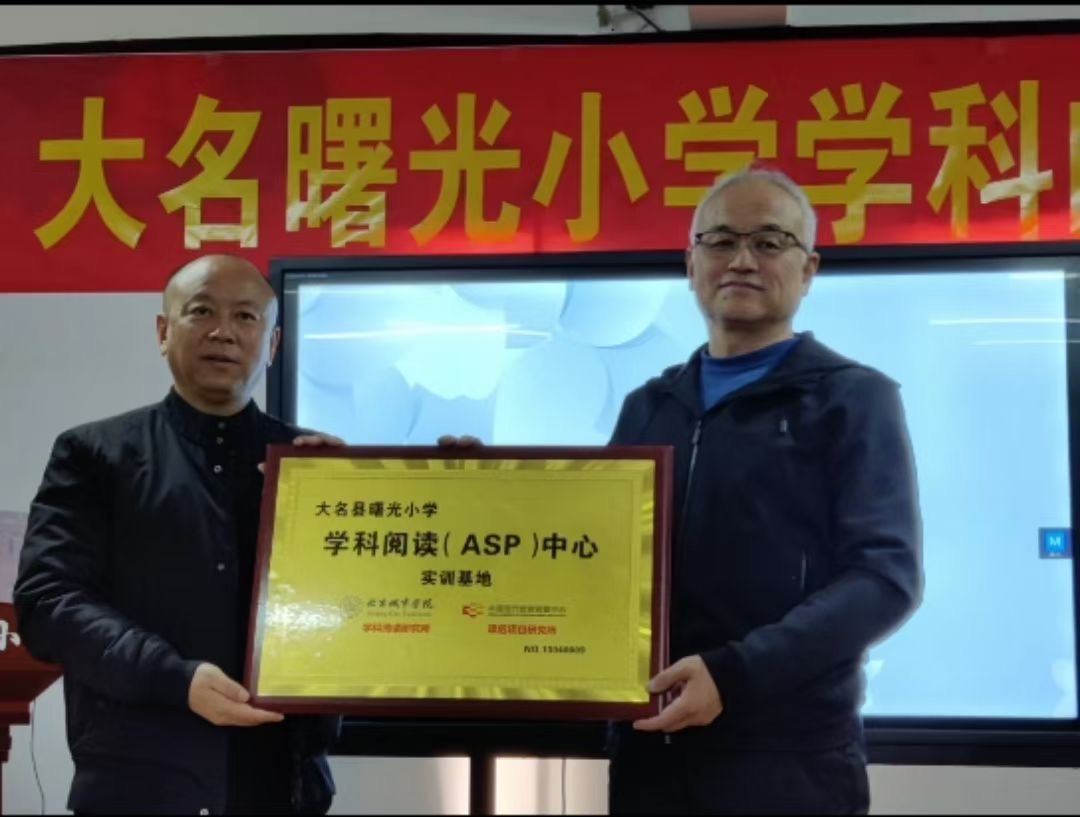 大名曙光小学学科
大名县曙光小学
学科阅读(ASP)中心
实训基地
北京城市学院
学科阅读研究所
课后项目研究所
M